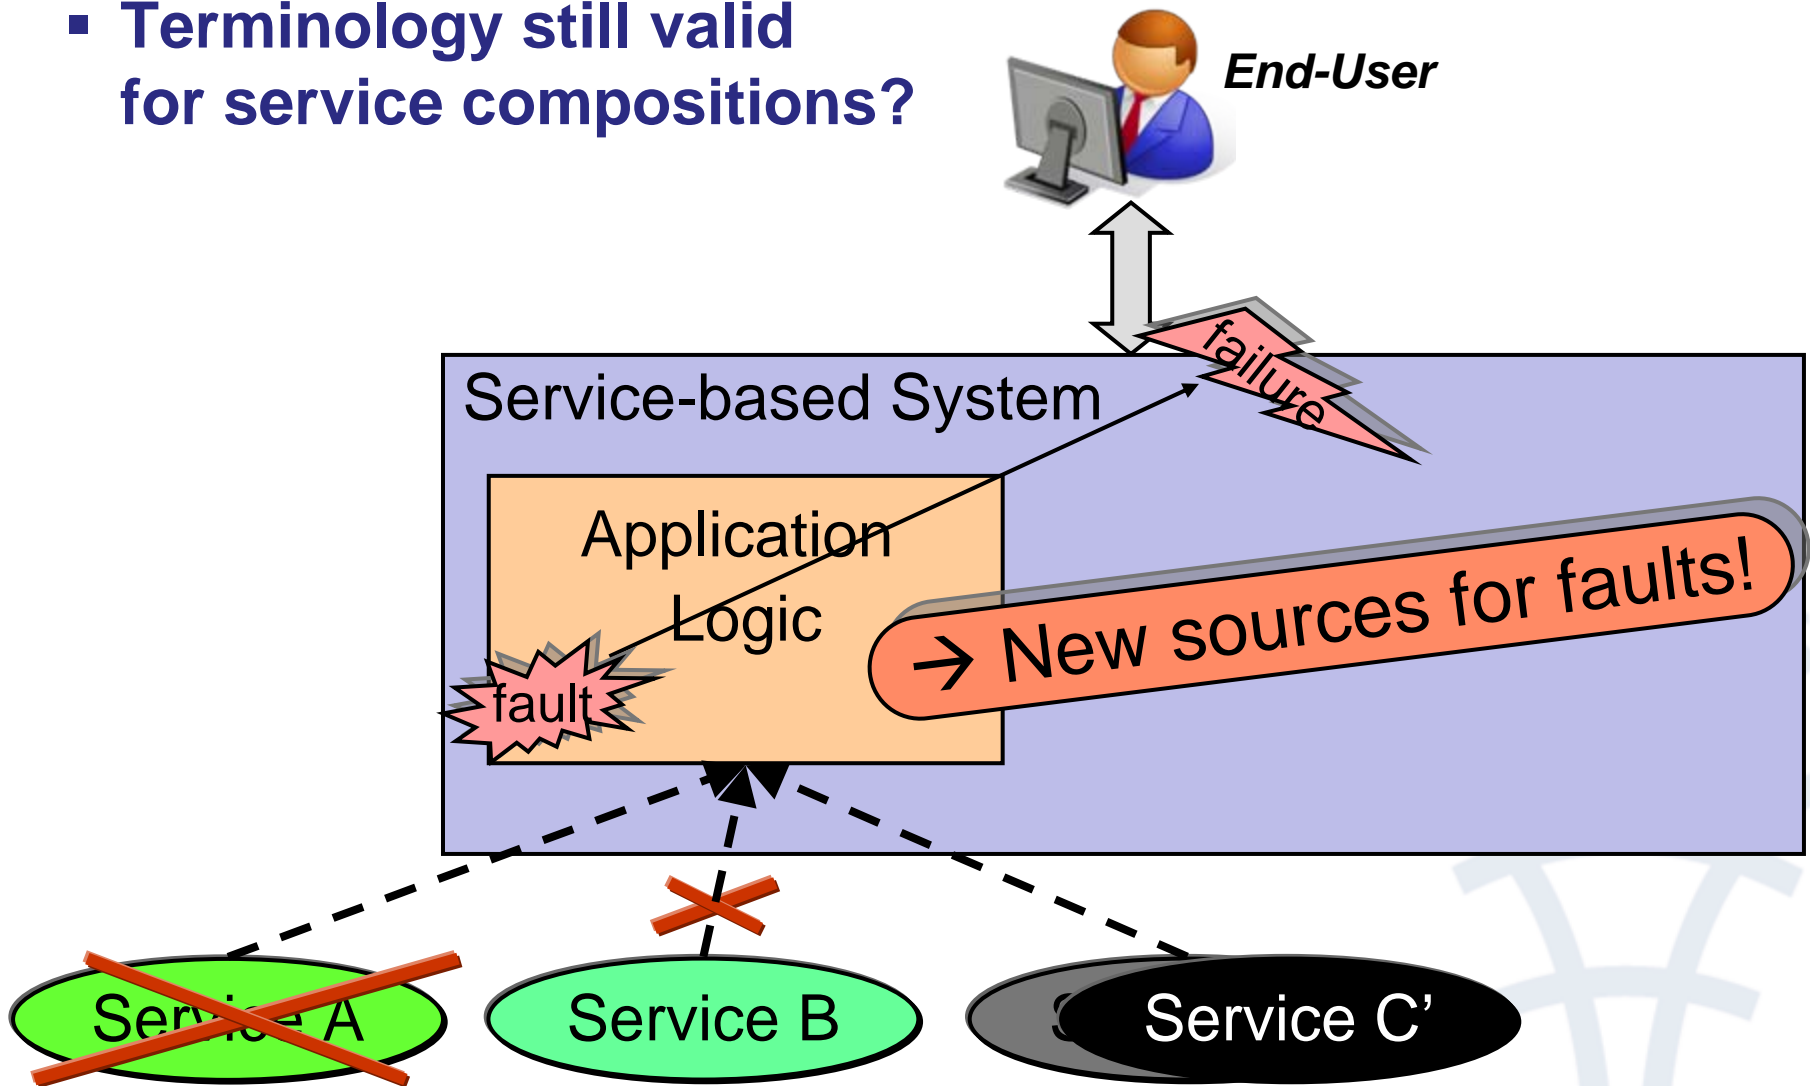 ▪ Terminology still valid
for service compositions?
End-User
failure
Service-based System
Application
Logic
→ New sources for faults!
fault
Service A
Service B
S
Service C’